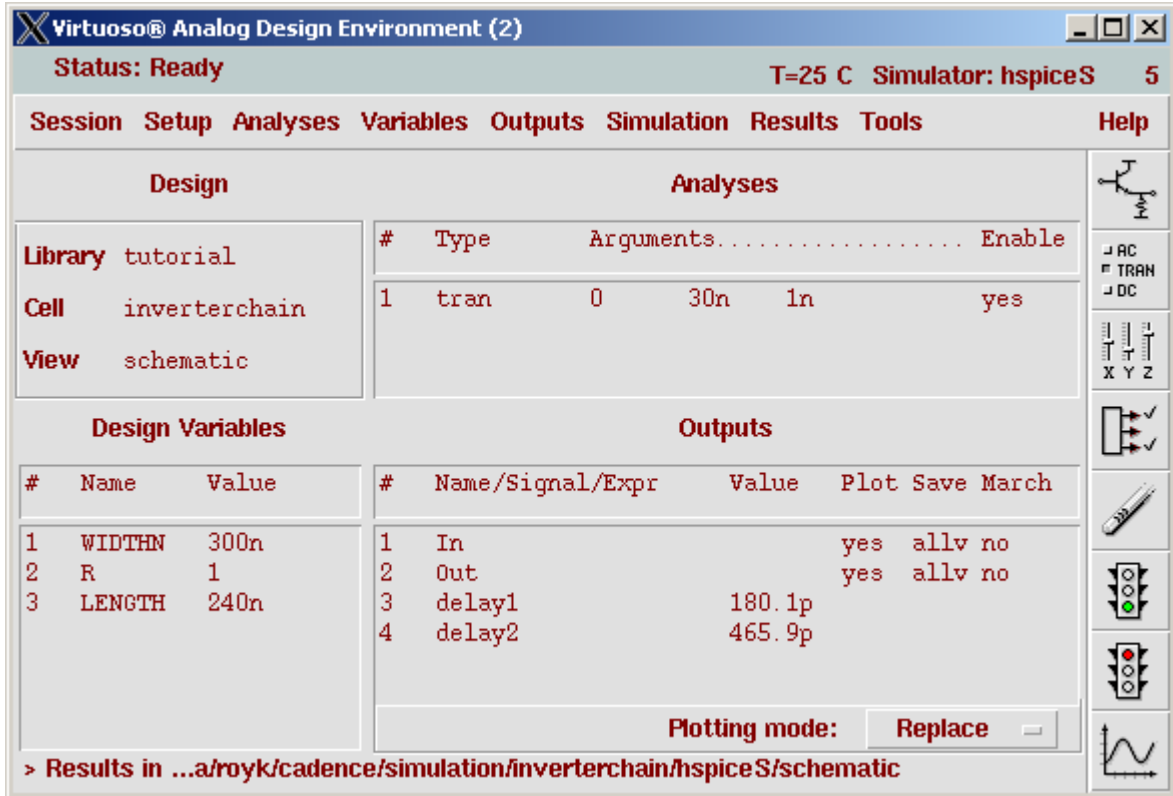 Virtuoso® Analog Design Environment (2)
Status: Ready T=25 C Simulator: hspiceS 5
Session Setup Analyses Variables Outputs Simulation Results Tools Help
Design
Library tutorial
Cell inverterchain
View schematic
Analyses
# Type Arguments................... Enable
1 tran 0 30n 1n yes
Design Variables
# Name Value
1 WIDTHN 300n
2 R 1
3 LENGTH 240n
Outputs
# Name/Signal/Expr Value Plot Save March
1 In yes allv no
2 Out yes allv no
3 delay1 180.1p
4 delay2 465.9p
Plotting mode: Replace
> Results in ...a/royk/cadence/simulation/inverterchain/hspiceS/schematic
AC
TRAN
DC
X Y Z